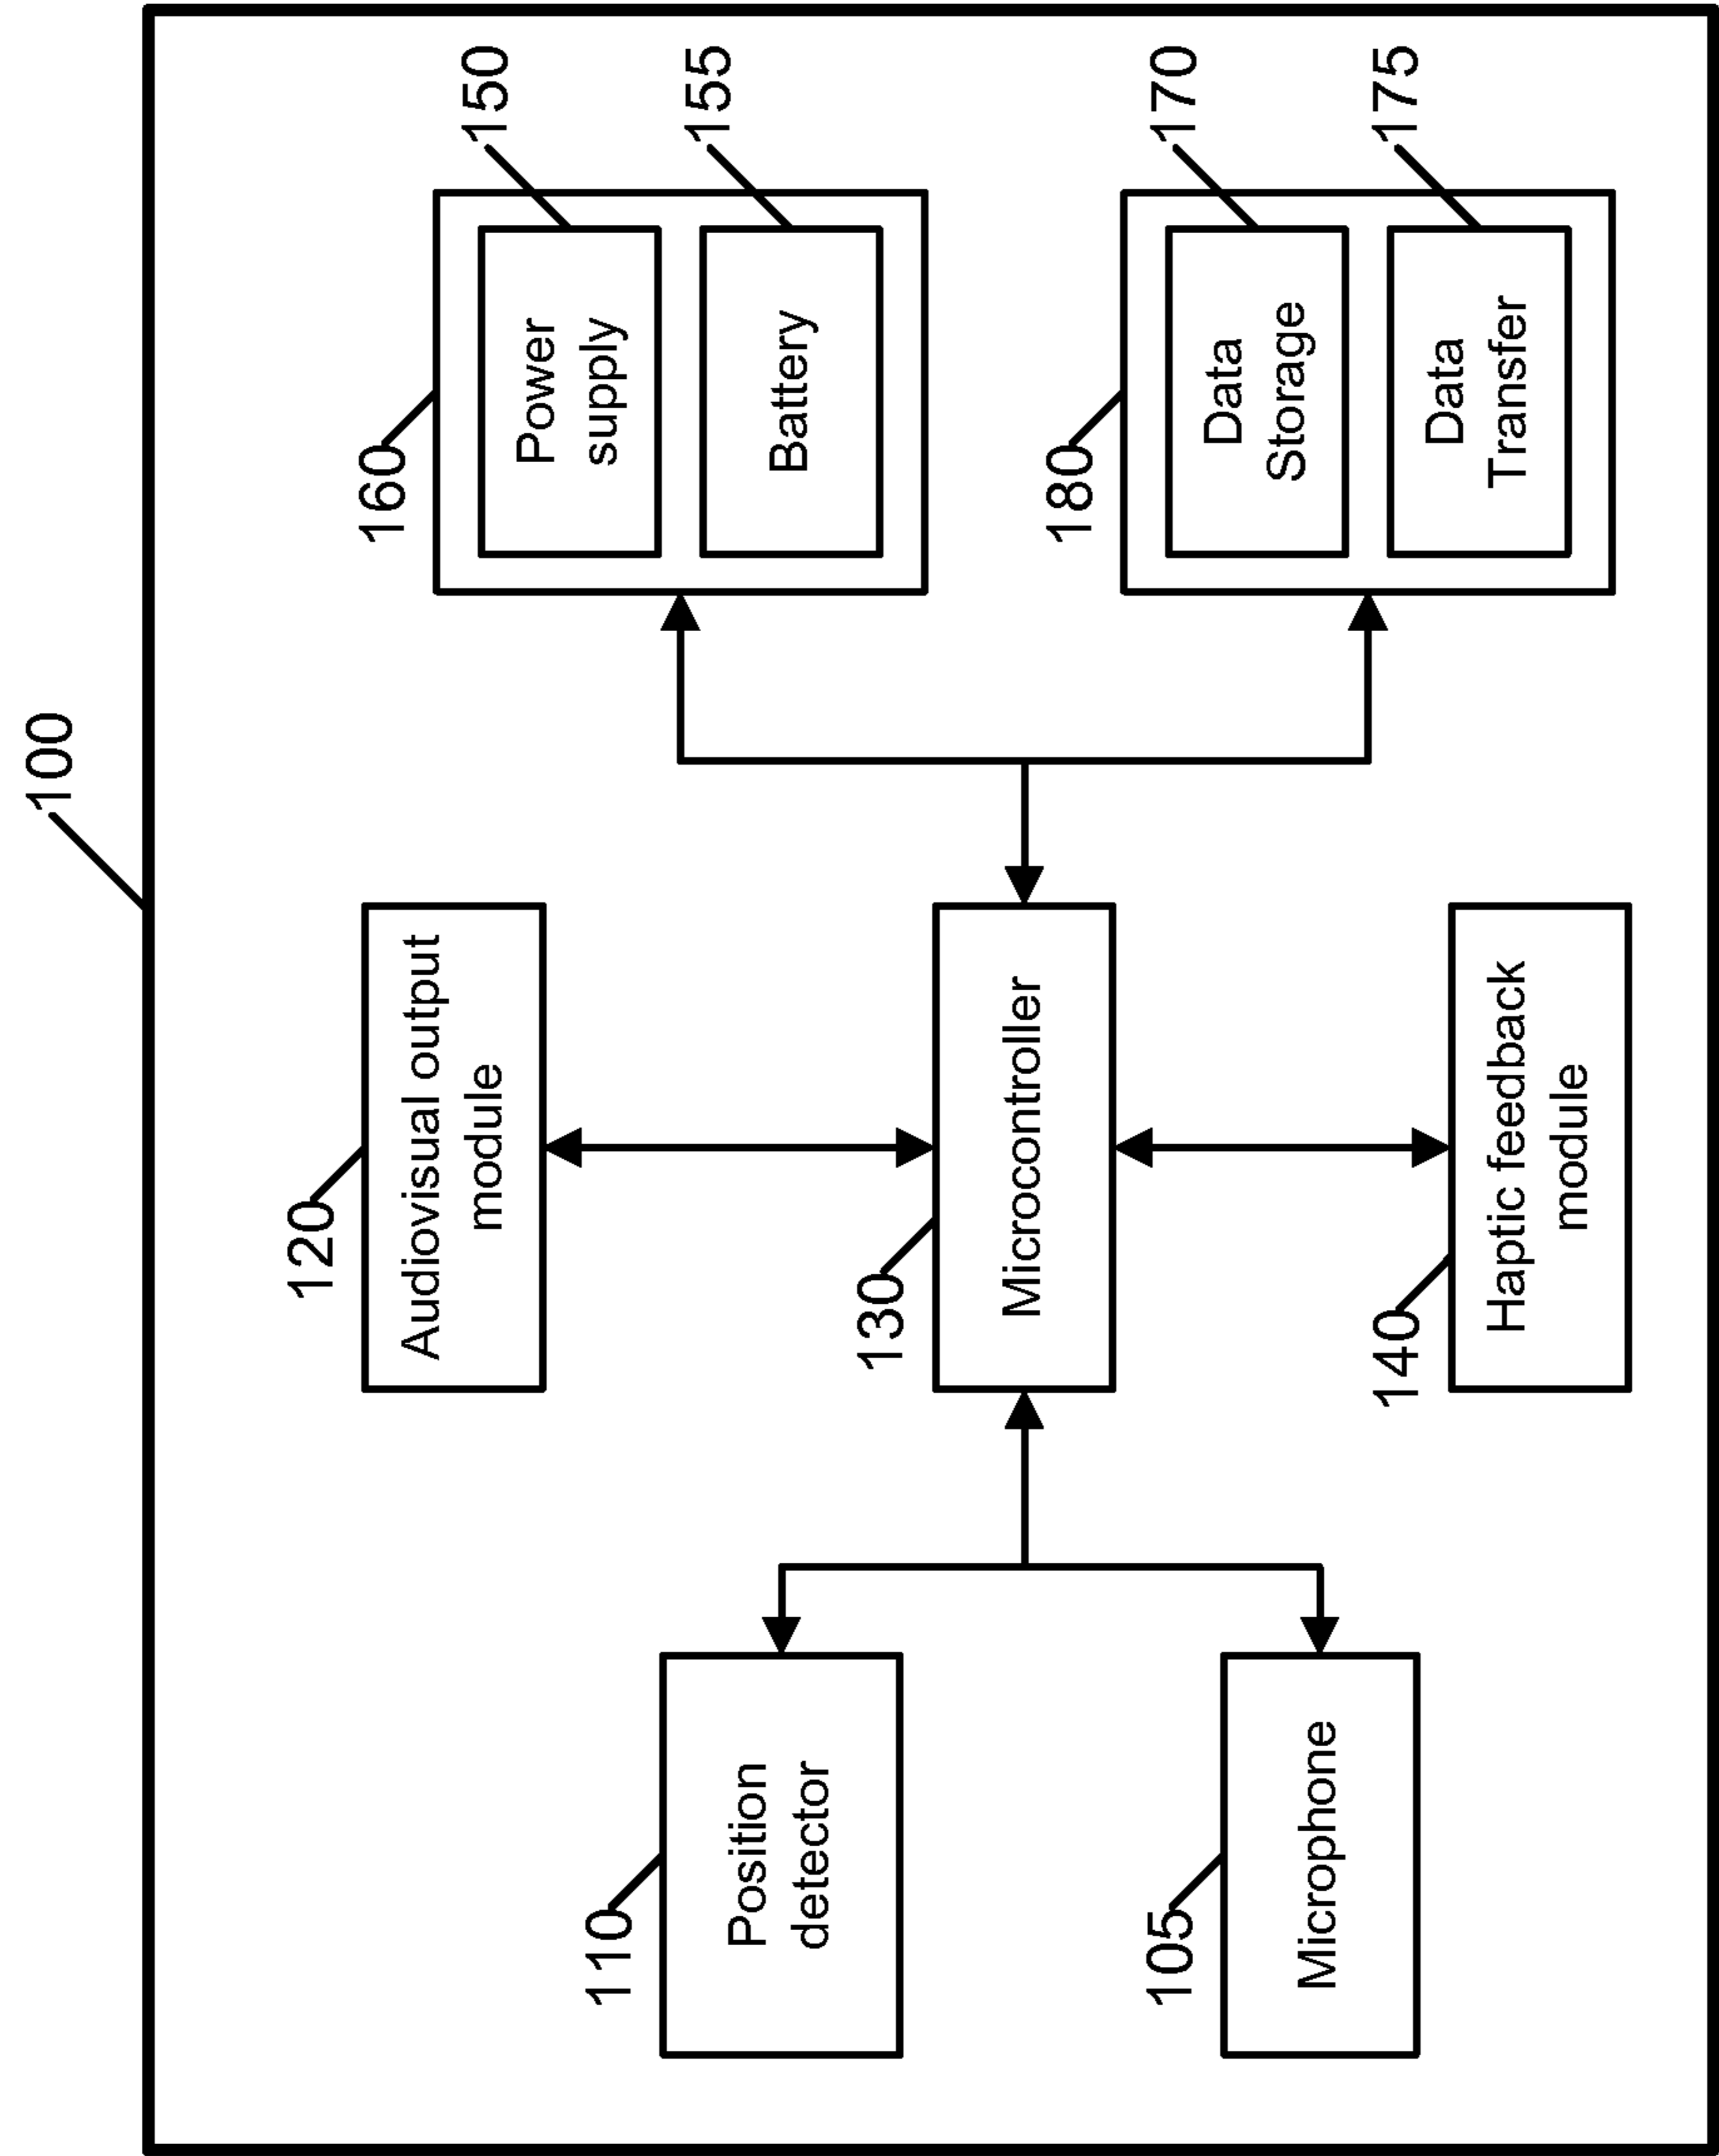 100
120
Audiovisual output
module
160
150
Power
supply
155
Battery
110
Position
detector
130
Microcontroller
180
170
Data
Storage
175
Data
Transfer
105
Microphone
140
Haptic feedback
module